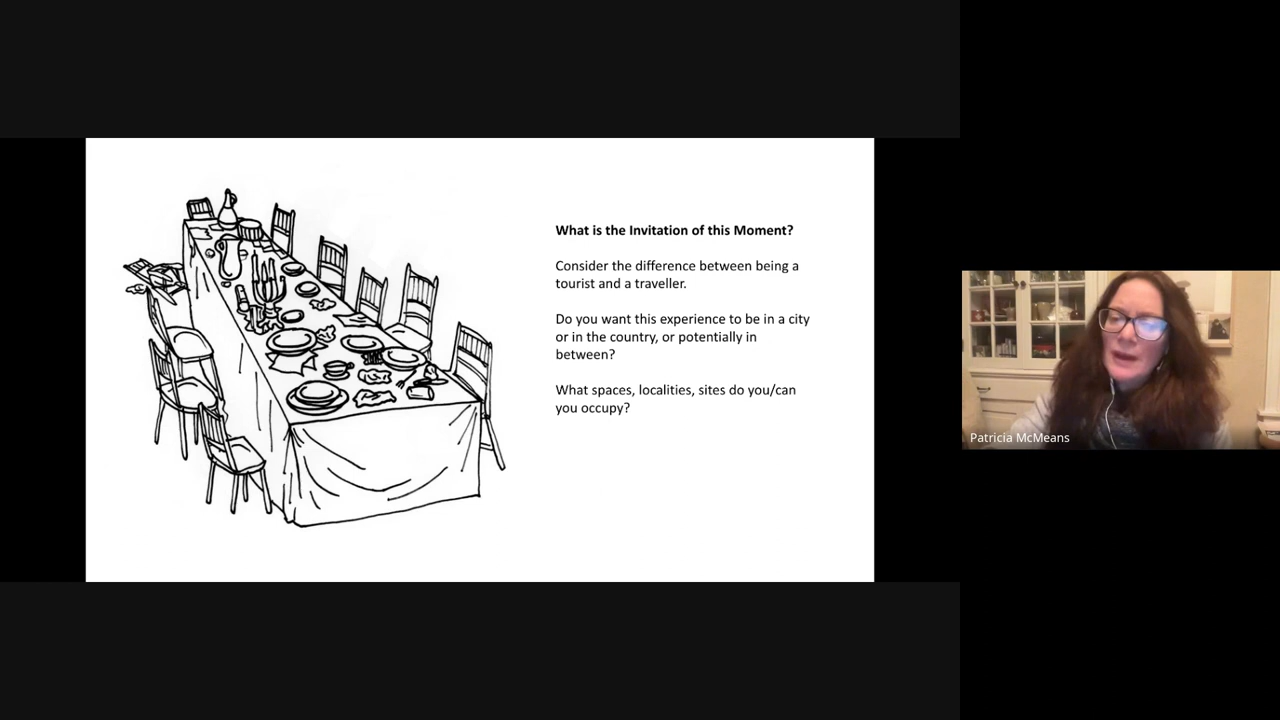 What is the Invitation of this Moment?
Consider the difference between being a
tourist and a traveller.
Do you want this experience to be in a city
or in the country, or potentially in
between?
What spaces, localities, sites do you/can
you occupy?
Patricia McMeans